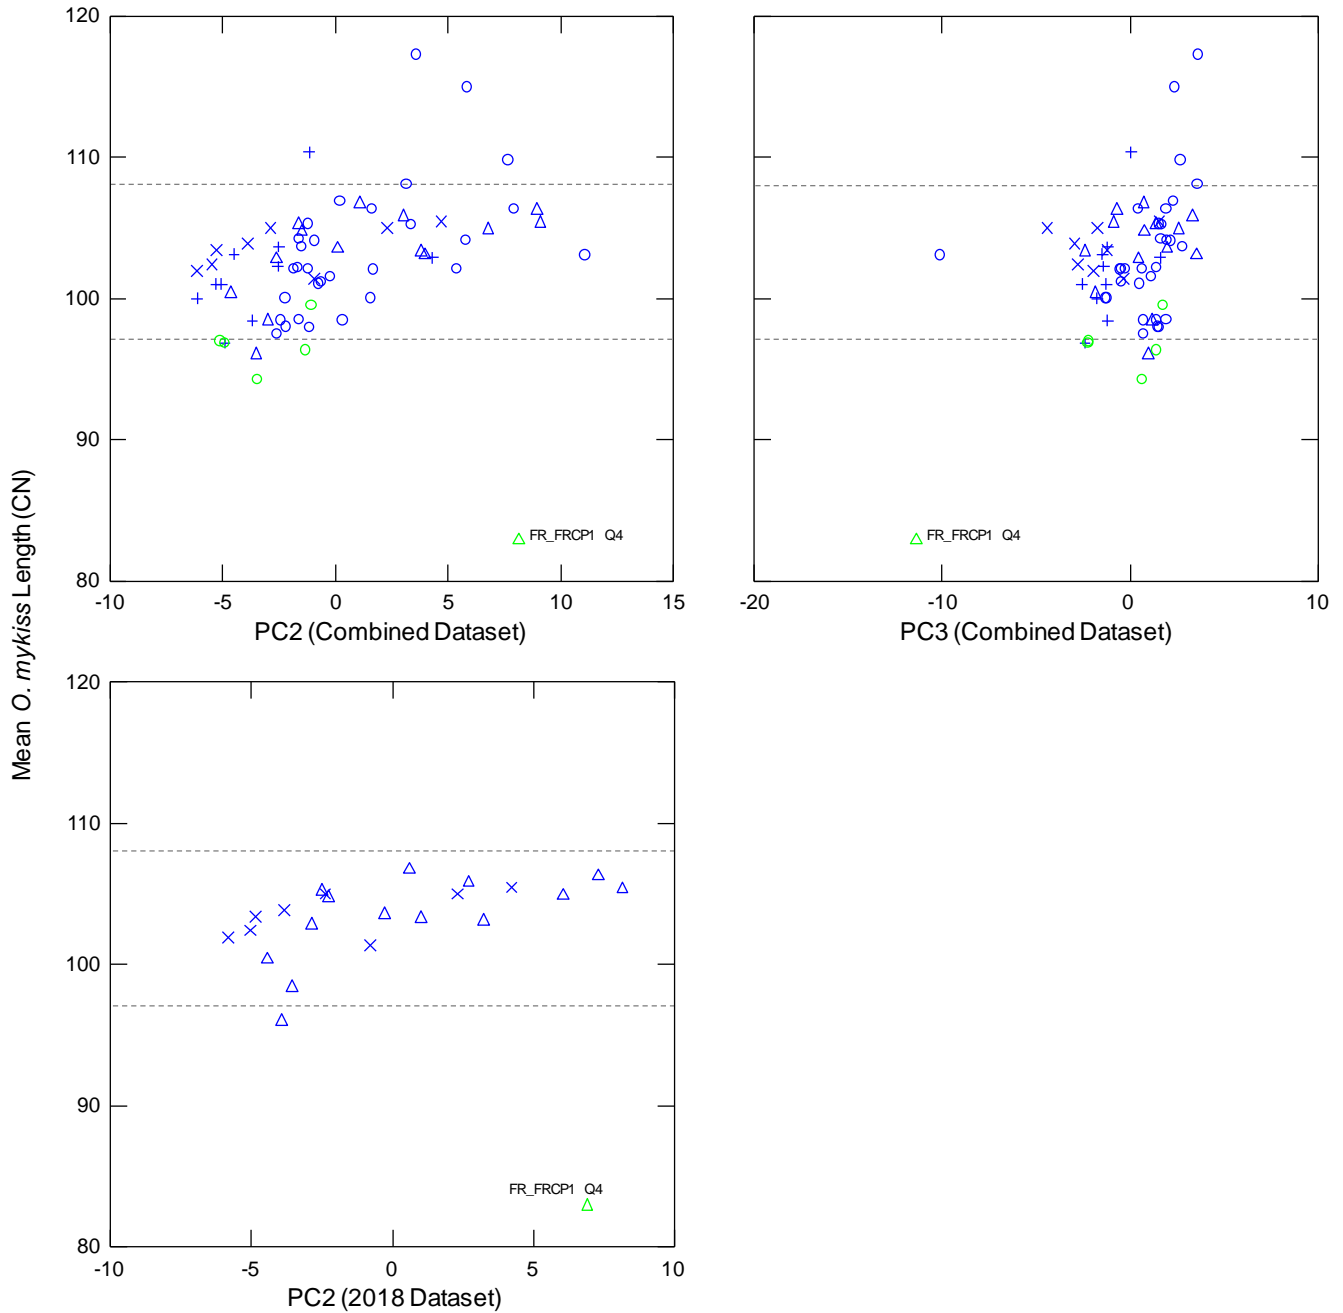 Mean O. mykiss Length (CN)
120
110
100
90
80
FR_FRCP1 Q4
-10 -5 0 5 10 15
PC2 (Combined Dataset)
FR_FRCP1 Q4
-20 -10 0 10
PC3 (Combined Dataset)
120
110
100
90
80
FR_FRCP1 Q4
-10 -5 0 5 10
PC2 (2018 Dataset)